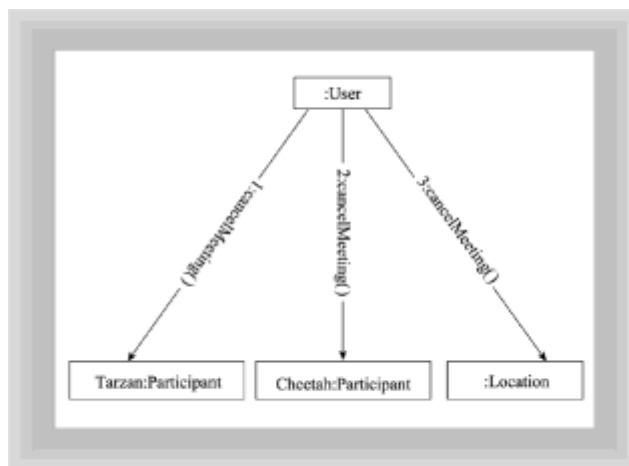 :User
1:cancelMeeting()
2:cancelMeeting()
3:cancelMeeting()
Tarzan:Participant
Cheetah:Participant
:Location